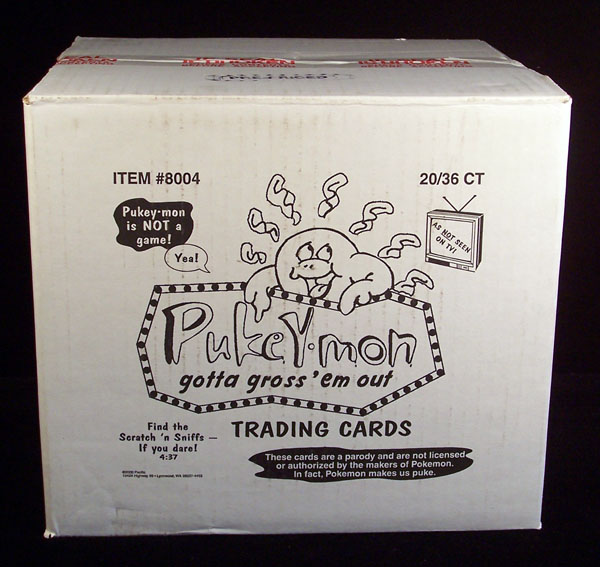 ITEM #8004
20/36 CT
Pukey-mon
is NOT a
game!
Yea!
AS NOT SEEN
ON TV!
Pukey·mon
gotta gross 'em out
TRADING CARDS
Find the
Scratch 'n Sniffs —
If you dare!
4:37
These cards are a parody and are not licensed
or authorized by the makers of Pokemon.
In fact, Pokemon makes us puke.